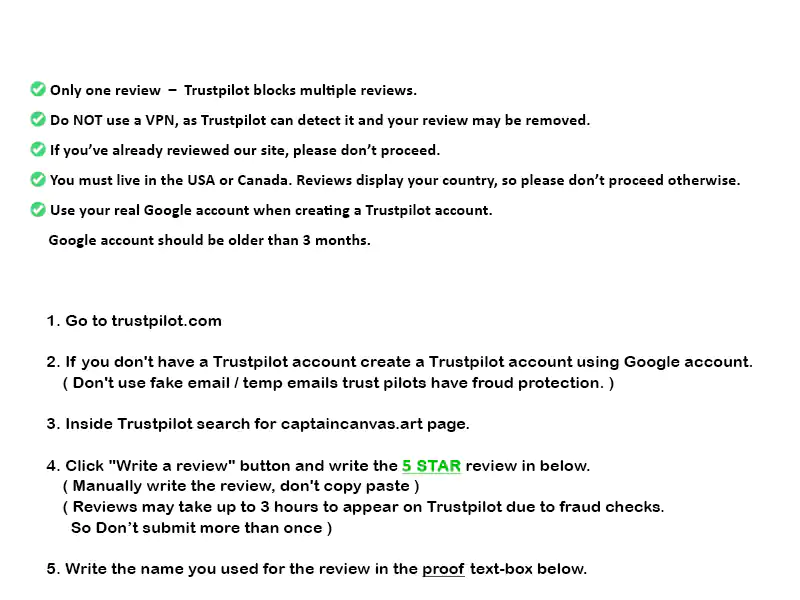 Only one review – Trustpilot blocks multiple reviews.
Do NOT use a VPN, as Trustpilot can detect it and your review may be removed.
If you’ve already reviewed our site, please don’t proceed.
You must live in the USA or Canada. Reviews display your country, so please don’t proceed otherwise.
Use your real Google account when creating a Trustpilot account.
Google account should be older than 3 months.
1. Go to trustpilot.com
2. If you don't have a Trustpilot account create a Trustpilot account using Google account.
( Don't use fake email / temp emails trust pilots have froud protection. )
3. Inside Trustpilot search for captaincanvas.art page.
4. Click "Write a review" button and write the 5 STAR review in below.
( Manually write the review, don't copy paste )
( Reviews may take up to 3 hours to appear on Trustpilot due to fraud checks.
So Don’t submit more than once )
5. Write the name you used for the review in the proof text-box below.